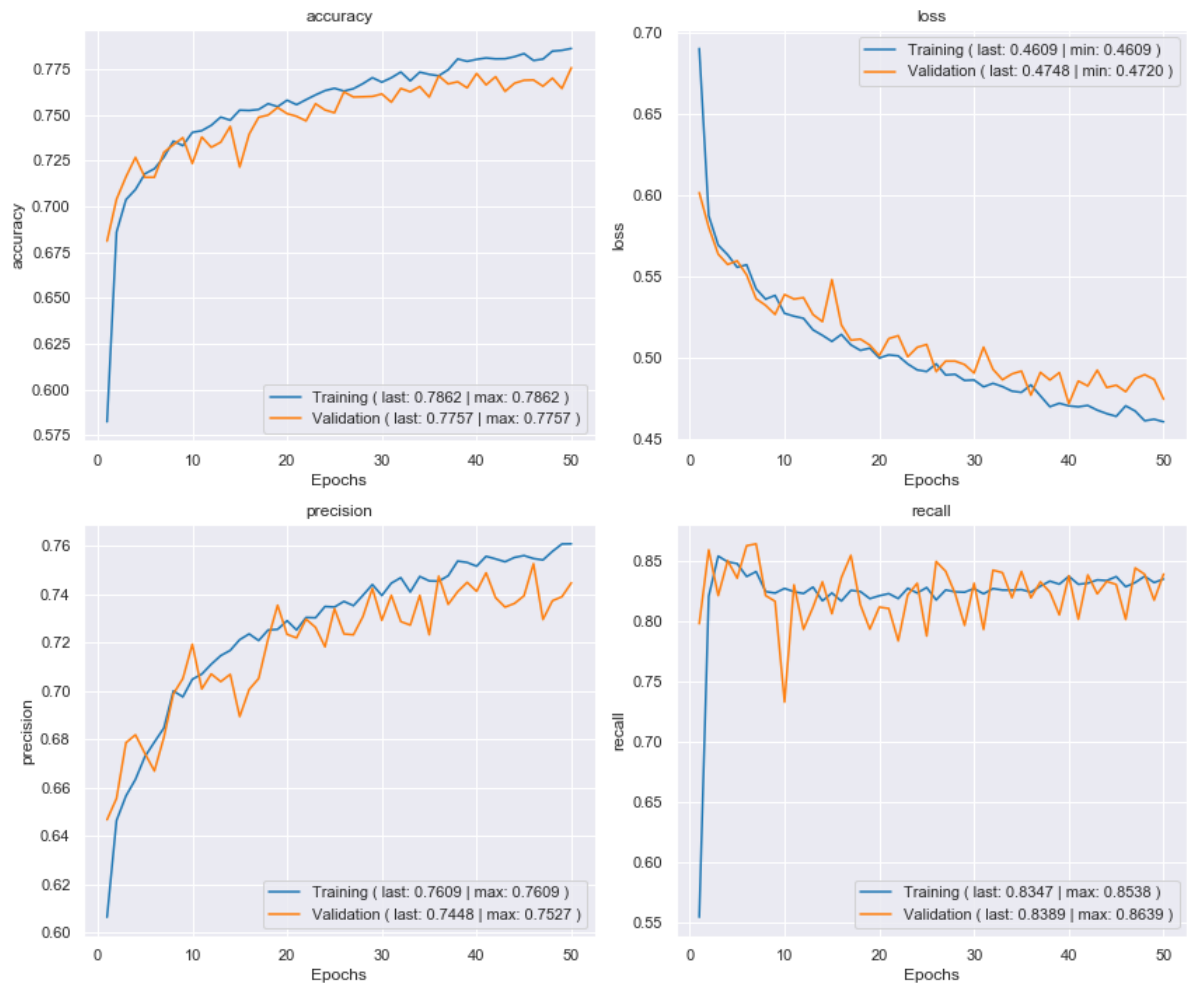 accuracy
0.775
0.750
0.725
0.700
0.675
0.650
0.625
0.600
0.575
accuracy
Training ( last: 0.7862 | max: 0.7862 )
Validation ( last: 0.7757 | max: 0.7757 )
0 10 20 30 40 50
Epochs
loss
0.70
0.65
0.60
0.55
0.50
0.45
loss
Training ( last: 0.4609 | min: 0.4609 )
Validation ( last: 0.4748 | min: 0.4720 )
0 10 20 30 40 50
Epochs
precision
0.76
0.74
0.72
0.70
0.68
0.66
0.64
0.62
0.60
precision
Training ( last: 0.7609 | max: 0.7609 )
Validation ( last: 0.7448 | max: 0.7527 )
0 10 20 30 40 50
Epochs
recall
0.85
0.80
0.75
0.70
0.65
0.60
0.55
recall
Training ( last: 0.8347 | max: 0.8538 )
Validation ( last: 0.8389 | max: 0.8639 )
0 10 20 30 40 50
Epochs